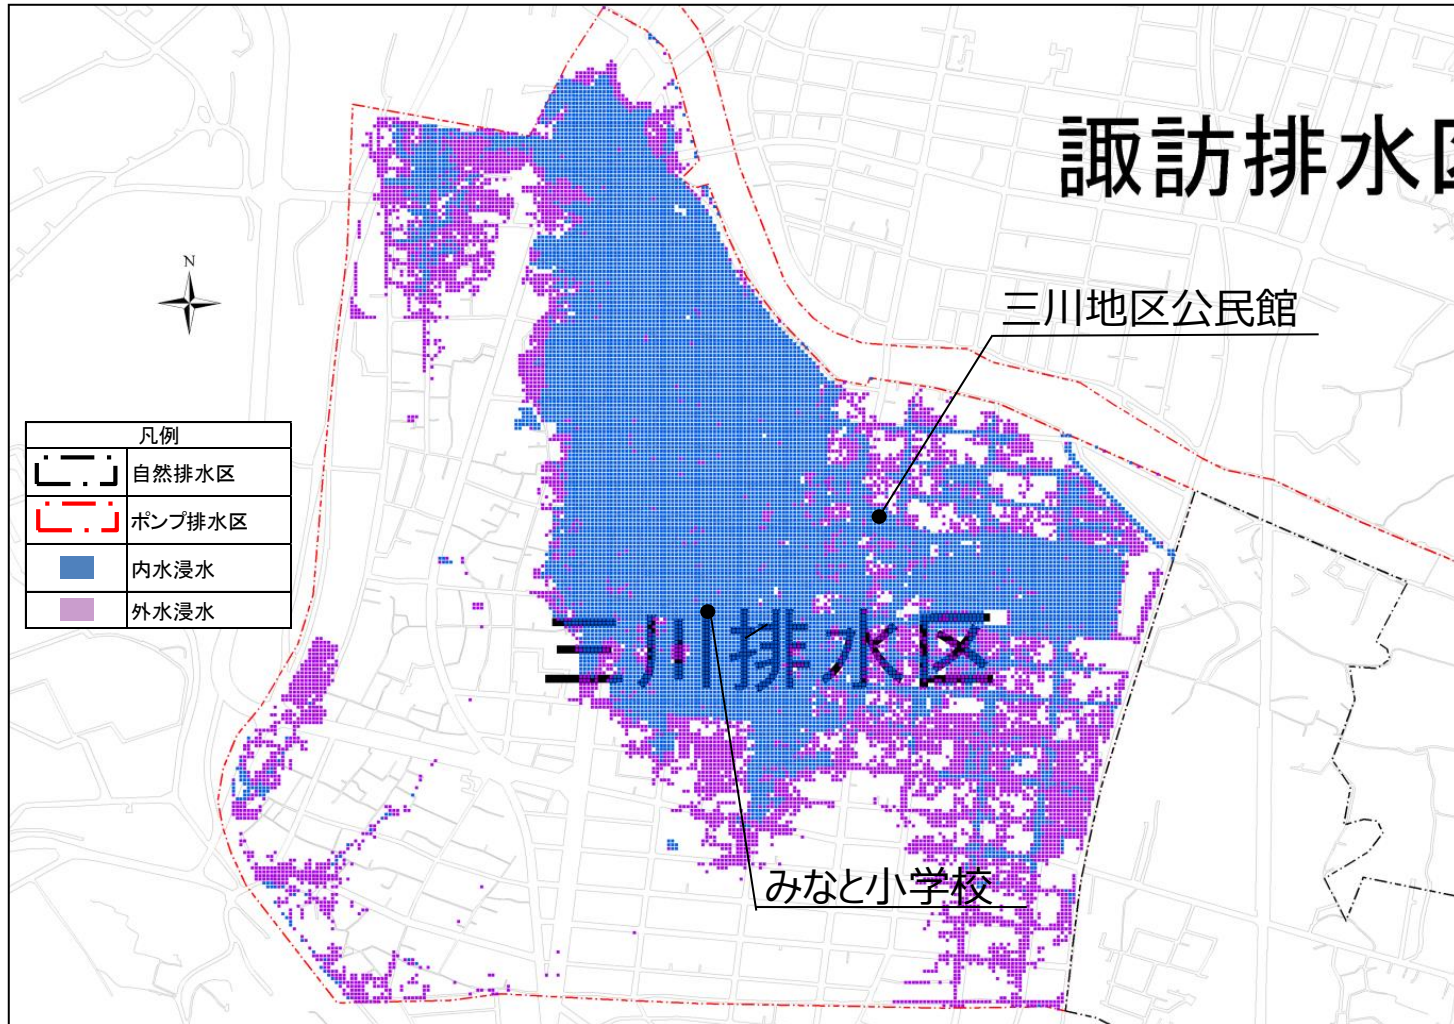 諏訪排水区
N
三川地区公民館
凡例
自然排水区
ポンプ排水区
内水浸水
外水浸水
三川排水区
みなと小学校